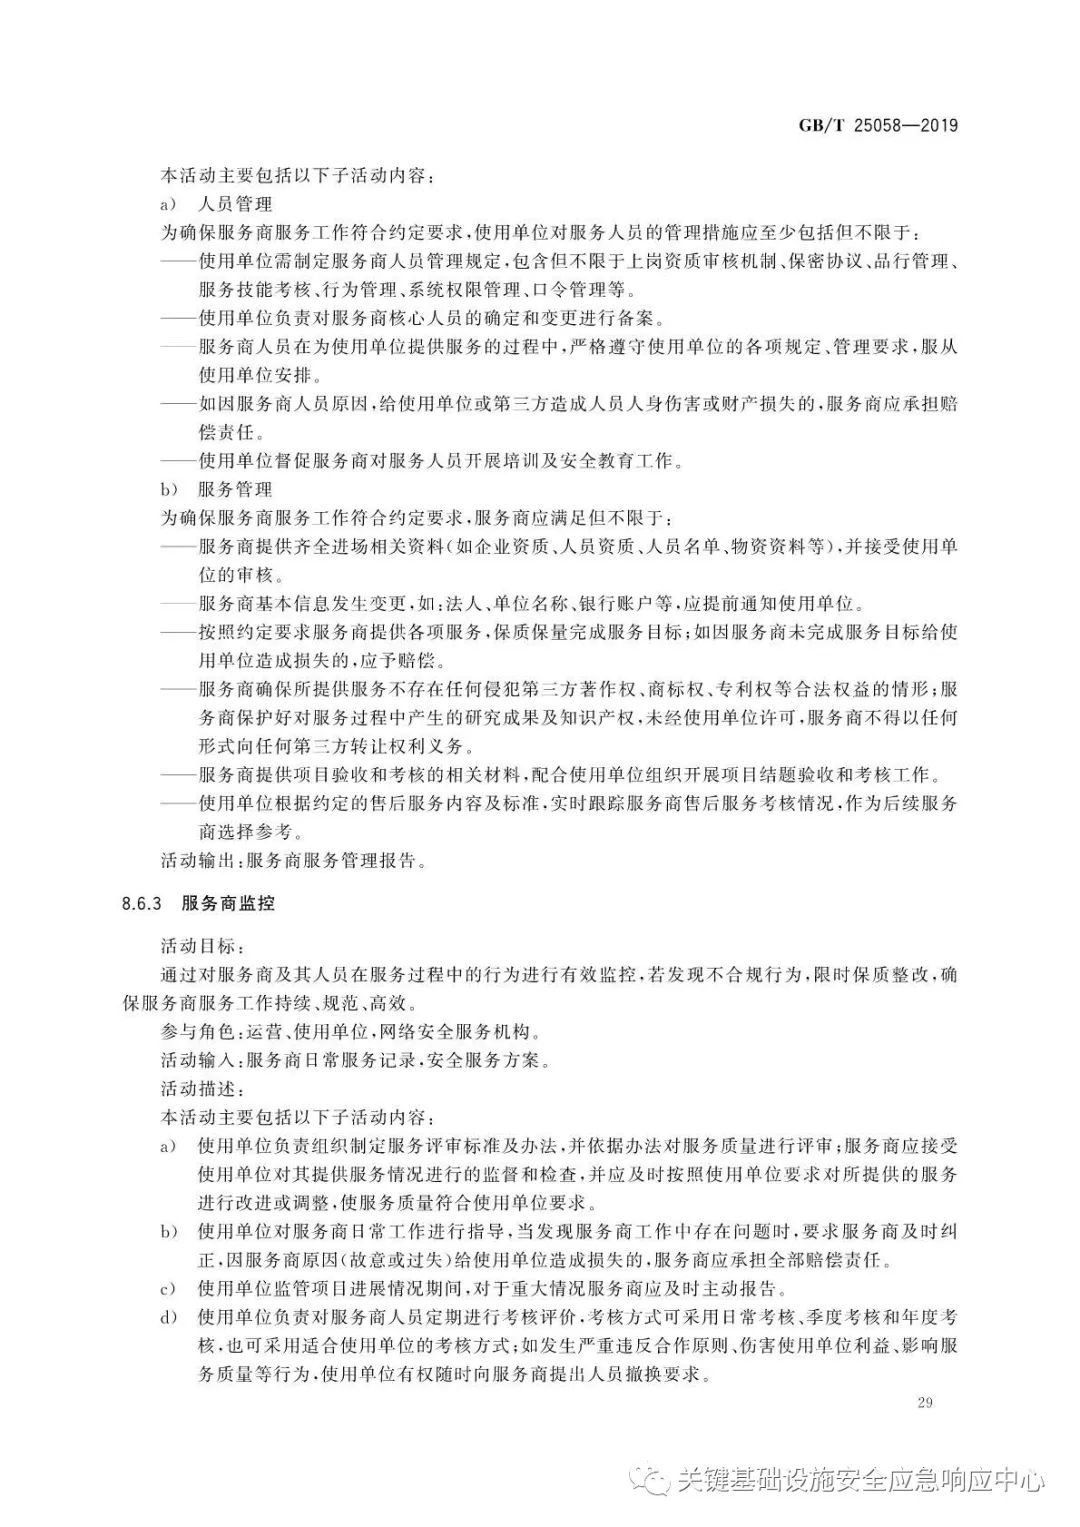 GB/T 25058—2019
本活动主要包括以下子活动内容:
a) 人员管理
为确保服务商服务工作符合约定要求,使用单位对服务人员的管理措施应至少包括但不限于:
——使用单位需制定服务商人员管理规定,包含但不限于上岗资质审核机制、保密协议、品行管理、
服务技能考核、行为管理、系统权限管理、口令管理等。
——使用单位负责对服务商核心人员的确定和变更进行备案。
——服务商人员在为使用单位提供服务的过程中,严格遵守使用单位的各项规定、管理要求,服从
使用单位安排。
——如因服务商人员原因,给使用单位或第三方造成人员人身伤害或财产损失的,服务商应承担赔
偿责任。
——使用单位督促服务商对服务人员开展培训及安全教育工作。
b) 服务管理
为确保服务商服务工作符合约定要求,服务商应满足但不限于:
——服务商提供齐全进场相关资料(如企业资质、人员资质、人员名单、物资资料等),并接受使用单
位的审核。
——服务商基本信息发生变更,如:法人、单位名称、银行账户等,应提前通知使用单位。
——按照约定要求服务商提供各项服务,保质保量完成服务目标;如因服务商未完成服务目标给使
用单位造成损失的,应予赔偿。
——服务商确保所提供服务不存在任何侵犯第三方著作权、商标权、专利权等合法权益的情形;服
务商保护好对服务过程中产生的研究成果及知识产权,未经使用单位许可,服务商不得以任何
形式向任何第三方转让权利义务。
——服务商提供项目验收和考核的相关材料,配合使用单位组织开展项目结题验收和考核工作。
——使用单位根据约定的售后服务内容及标准,实时跟踪服务商售后服务考核情况,作为后续服务
商选择参考。
活动输出:服务商服务管理报告。
8.6.3 服务商监控
活动目标:
通过对服务商及其人员在服务过程中的行为进行有效监控,若发现不合规行为,限时保质整改,确
保服务商服务工作持续、规范、高效。
参与角色:运营、使用单位,网络安全服务机构。
活动输入:服务商日常服务记录,安全服务方案。
活动描述:
本活动主要包括以下子活动内容:
a) 使用单位负责组织制定服务评审标准及办法,并依据办法对服务质量进行评审;服务商应接受
使用单位对其提供服务情况进行的监督和检查,并应及时按照使用单位要求对所提供的服务
进行改进或调整,使服务质量符合使用单位要求。
b) 使用单位对服务商日常工作进行指导,当发现服务商工作中存在问题时,要求服务商及时纠
正,因服务商原因(故意或过失)给使用单位造成损失的,服务商应承担全部赔偿责任。
c) 使用单位监管项目进展情况期间,对于重大情况服务商应及时主动报告。
d) 使用单位负责对服务商人员定期进行考核评价,考核方式可采用日常考核、季度考核和年度考
核,也可采用适合使用单位的考核方式;如发生严重违反合作原则、伤害使用单位利益、影响服
务质量等行为,使用单位有权随时向服务商提出人员撤换要求。
29
关键基础设施安全应急响应中心